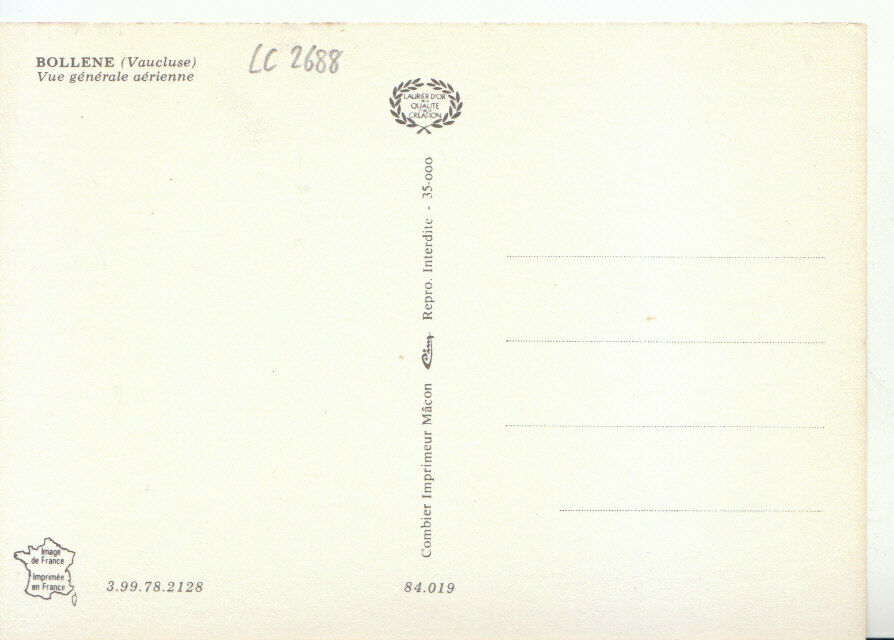 BOLLENE (Vaucluse)
Vue générale aérienne
LC 2688
LAURIER D'OR
QUALITE
CREATION
Combier Imprimeur Mâcon Cim Repro. Interdite - 35-000
Image
de France
Imprimée
en France
3.99.78.2128
84.019